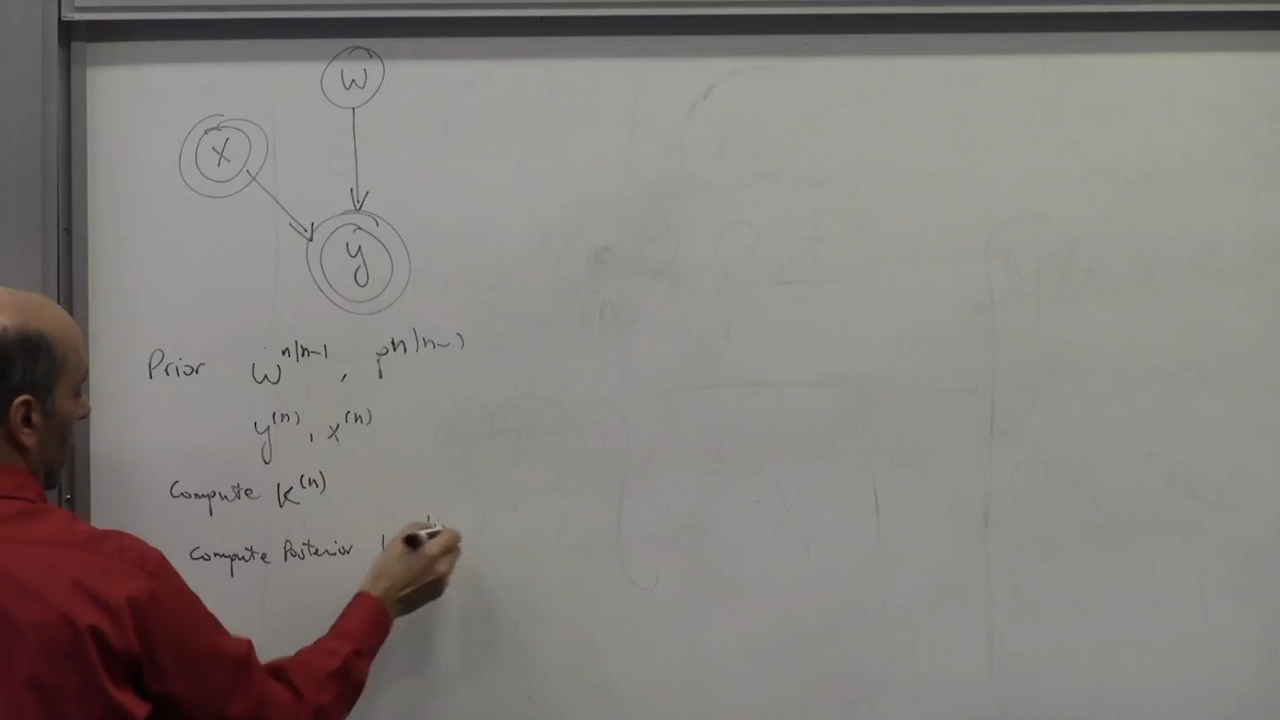 w
x
y
Prior w^{n|n-1}, P^{n|n-1}
y^{(n)}, x^{(n)}
Compute K^{(n)}
Compute Posterior